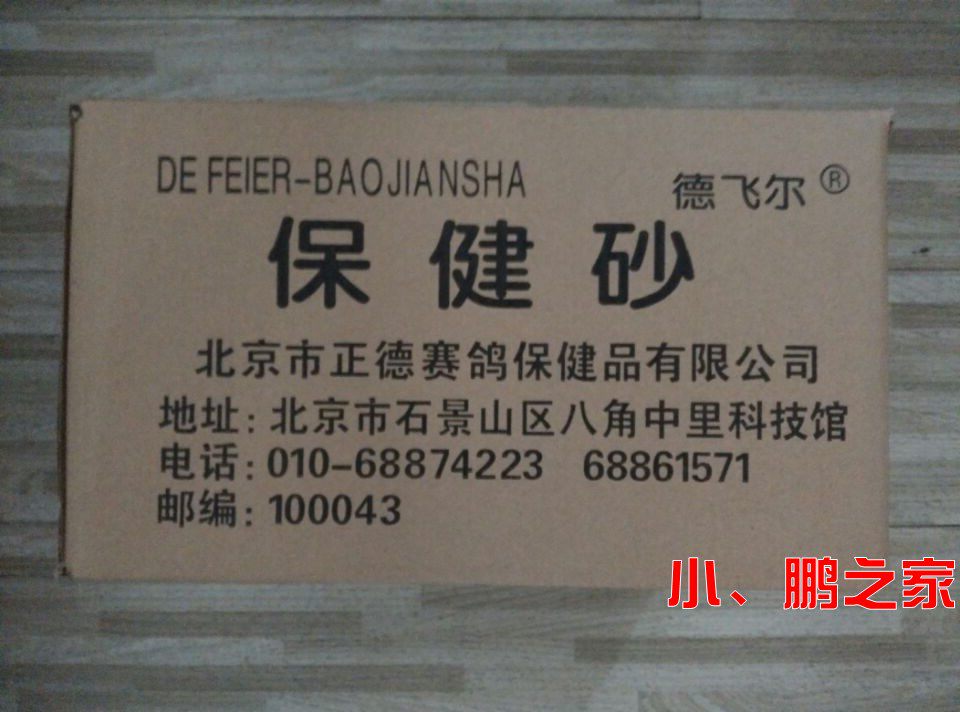 DE FEIER-BAOJIANSHA
德飞尔®
保健砂
北京市正德赛鸽保健品有限公司
地址:北京市石景山区八角中里科技馆
电话:010-68874223 68861571
邮编:100043
小、鹏之家